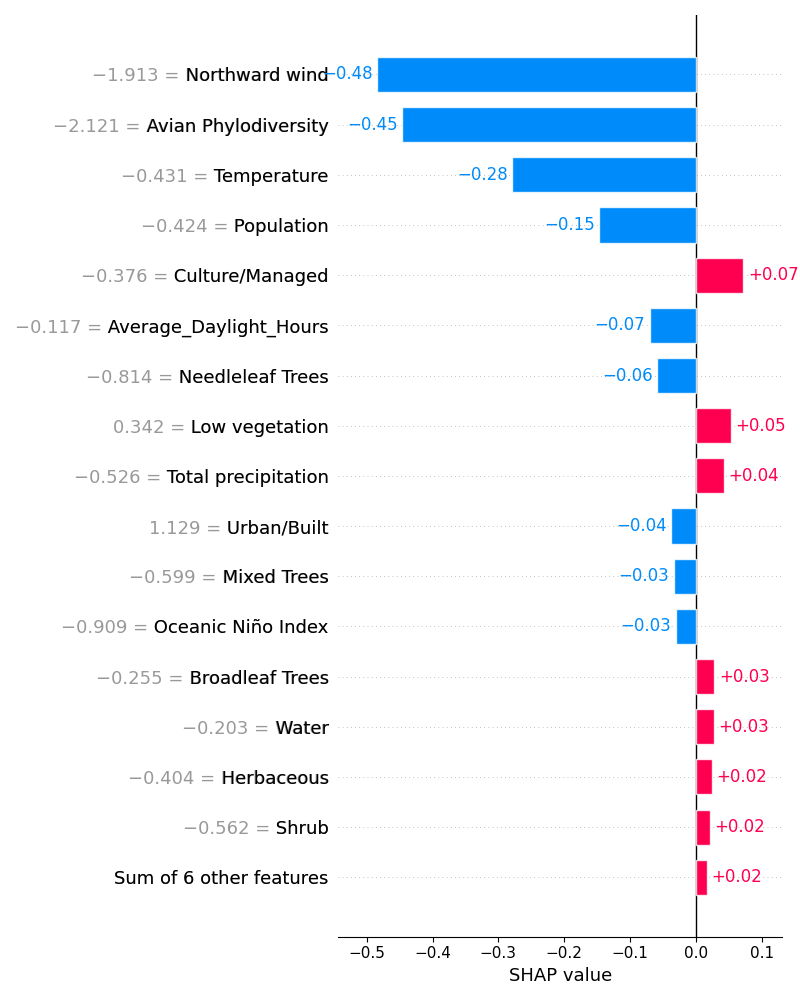 −1.913 = Northward wind −0.48
−2.121 = Avian Phylodiversity −0.45
−0.431 = Temperature −0.28
−0.424 = Population −0.15
−0.376 = Culture/Managed +0.07
−0.117 = Average_Daylight_Hours −0.07
−0.814 = Needleleaf Trees −0.06
0.342 = Low vegetation +0.05
−0.526 = Total precipitation +0.04
1.129 = Urban/Built −0.04
−0.599 = Mixed Trees −0.03
−0.909 = Oceanic Niño Index −0.03
−0.255 = Broadleaf Trees +0.03
−0.203 = Water +0.03
−0.404 = Herbaceous +0.02
−0.562 = Shrub +0.02
Sum of 6 other features +0.02
−0.5 −0.4 −0.3 −0.2 −0.1 0.0 0.1
SHAP value